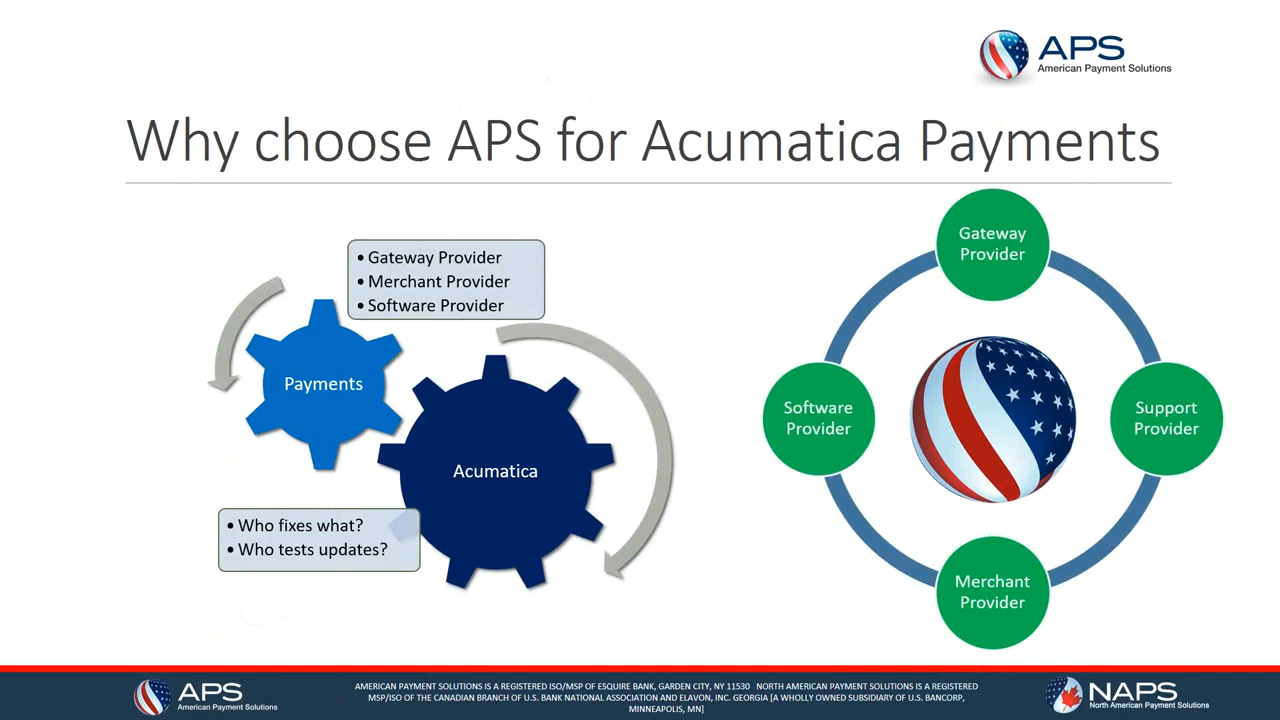 APS
American Payment Solutions
Why choose APS for Acumatica Payments
• Gateway Provider
• Merchant Provider
• Software Provider
Payments
Acumatica
• Who fixes what?
• Who tests updates?
Gateway
Provider
Software
Provider
Support
Provider
Merchant
Provider
APS
American Payment Solutions
AMERICAN PAYMENT SOLUTIONS IS A REGISTERED ISO/MSP OF ESQUIRE BANK, GARDEN CITY, NY 11530 NORTH AMERICAN PAYMENT SOLUTIONS IS A REGISTERED
MSP/ISO OF THE CANADIAN BRANCH OF U.S. BANK NATIONAL ASSOCIATION AND ELAVON, INC. GEORGIA [A WHOLLY OWNED SUBSIDIARY OF U.S. BANCORP,
MINNEAPOLIS, MN]
NAPS
North American Payment Solutions